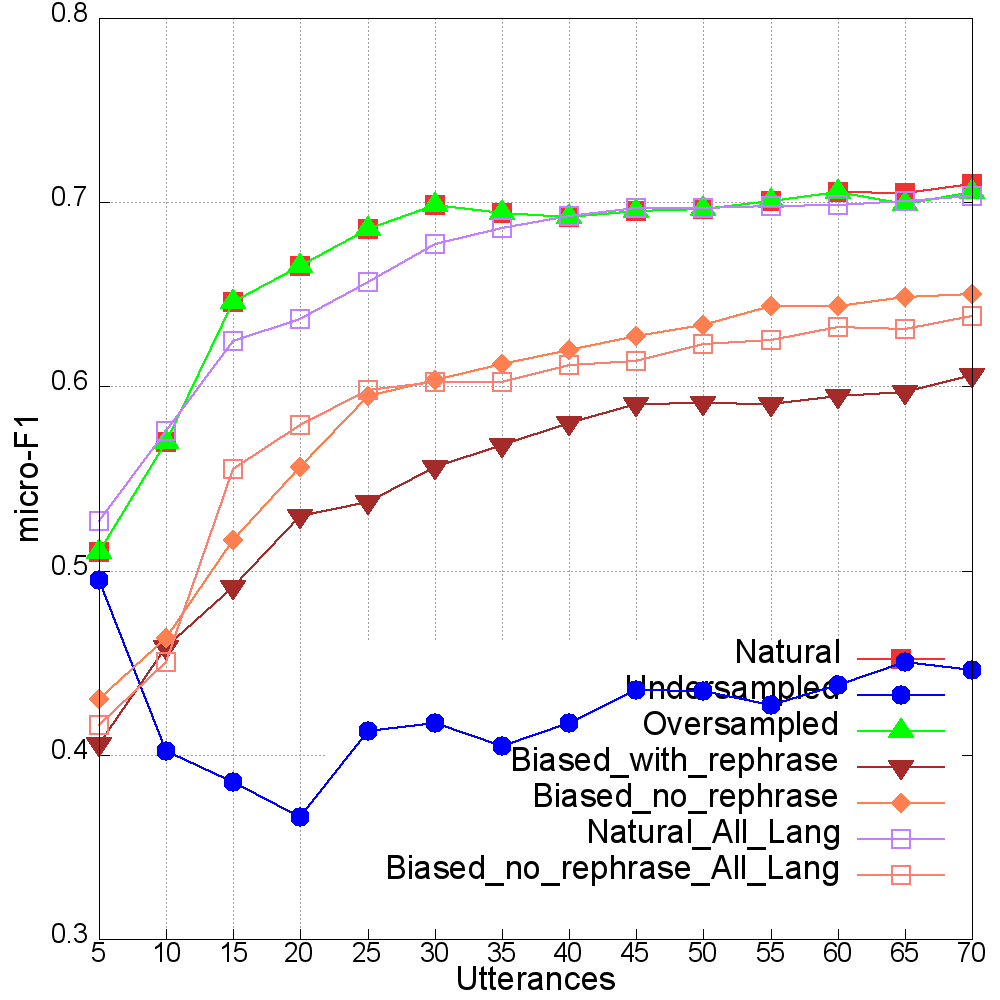 0.8
0.7
0.6
0.5
0.4
0.3
micro-F1
Natural
Undersampled
Oversampled
Biased_with_rephrase
Biased_no_rephrase
Natural_All_Lang
Biased_no_rephrase_All_Lang
5 10 15 20 25 30 35 40 45 50 55 60 65 70
Utterances